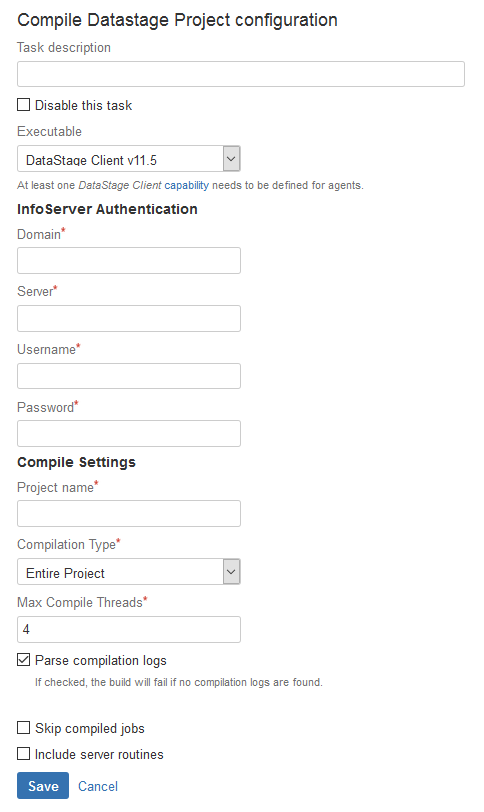 Compile Datastage Project configuration
Task description
Disable this task
Executable
DataStage Client v11.5
At least one DataStage Client capability needs to be defined for agents.
InfoServer Authentication
Domain*
Server*
Username*
Password*
Compile Settings
Project name*
Compilation Type*
Entire Project
Max Compile Threads*
4
Parse compilation logs
If checked, the build will fail if no compilation logs are found.
Skip compiled jobs
Include server routines
Save Cancel